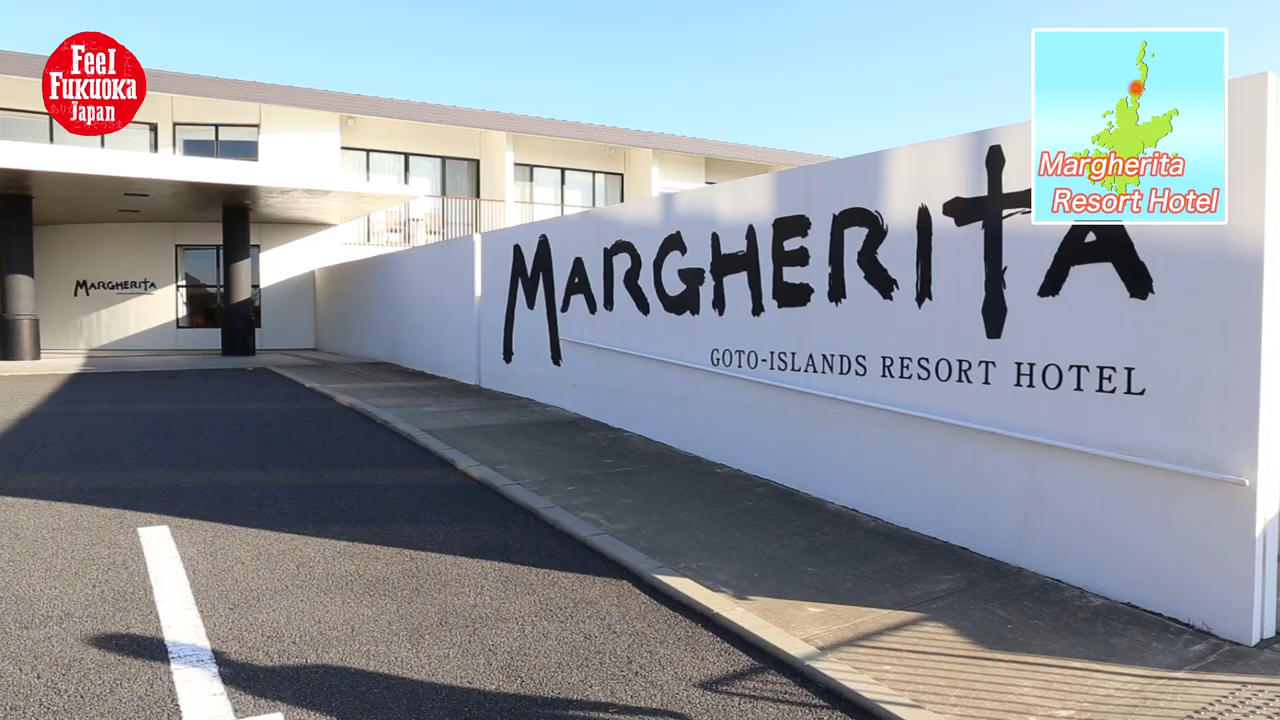 Feel
FUKUOKA
Japan
Margherita
Resort Hotel
MARGHERITA
MARGHERITA
GOTO-ISLANDS RESORT HOTEL